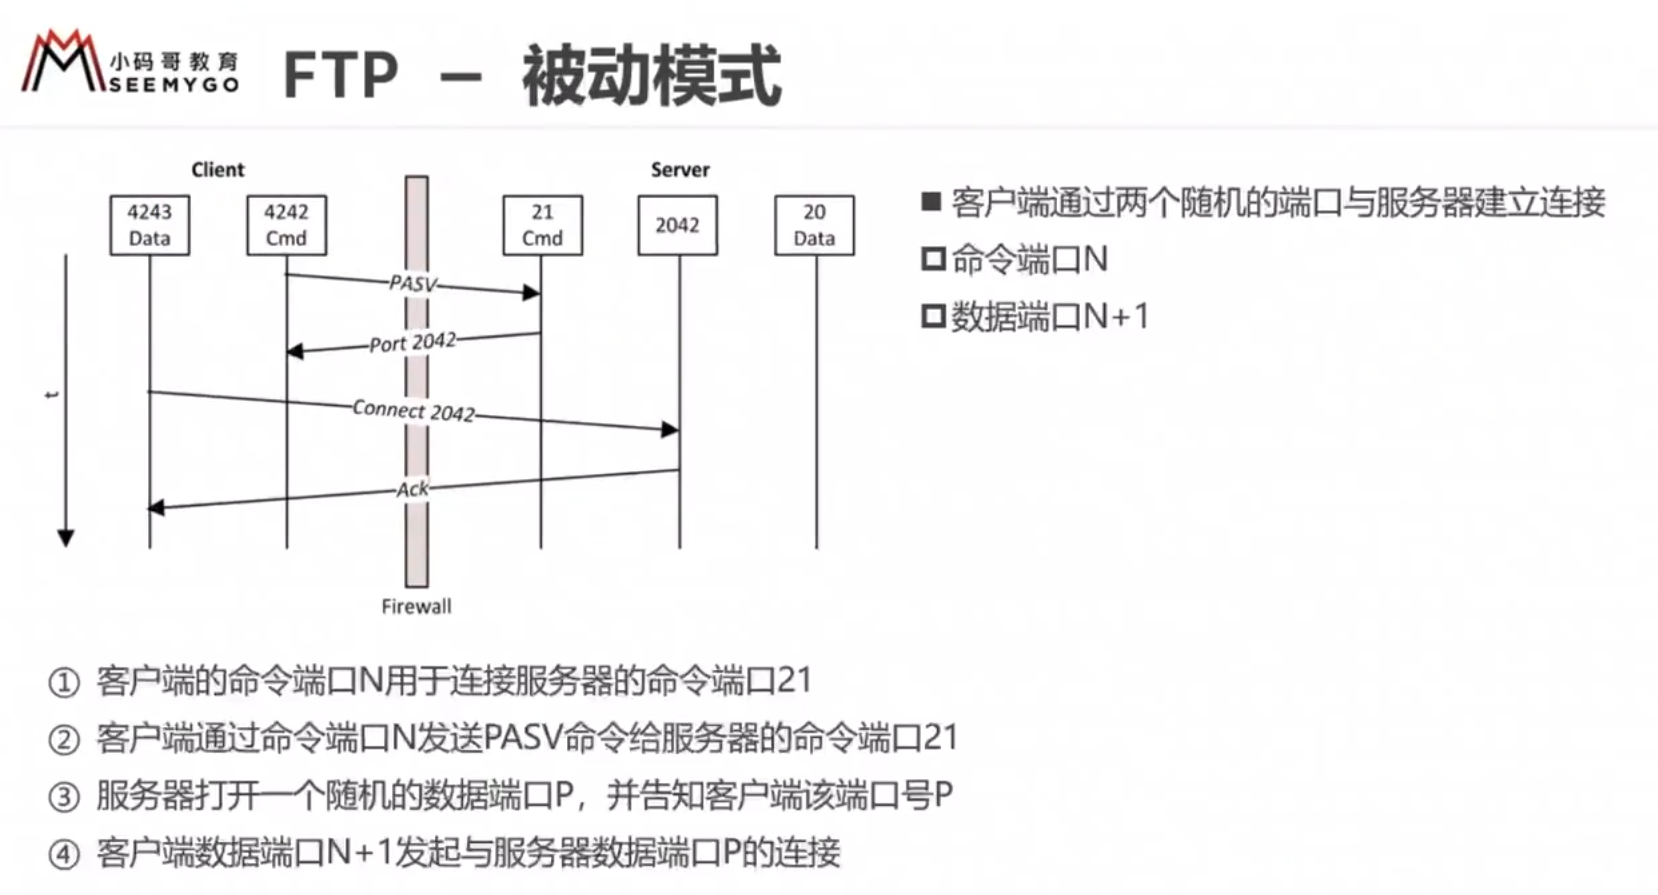 小码哥教育
SEEMYGO
FTP - 被动模式
Client
Server
4243
Data
4242
Cmd
21
Cmd
2042
20
Data
PASV
Port 2042
Connect 2042
Ack
t
Firewall
■ 客户端通过两个随机的端口与服务器建立连接
命令端口N
数据端口N+1
① 客户端的命令端口N用于连接服务器的命令端口21
② 客户端通过命令端口N发送PASV命令给服务器的命令端口21
③ 服务器打开一个随机的数据端口P，并告知客户端该端口号P
④ 客户端数据端口N+1发起与服务器数据端口P的连接